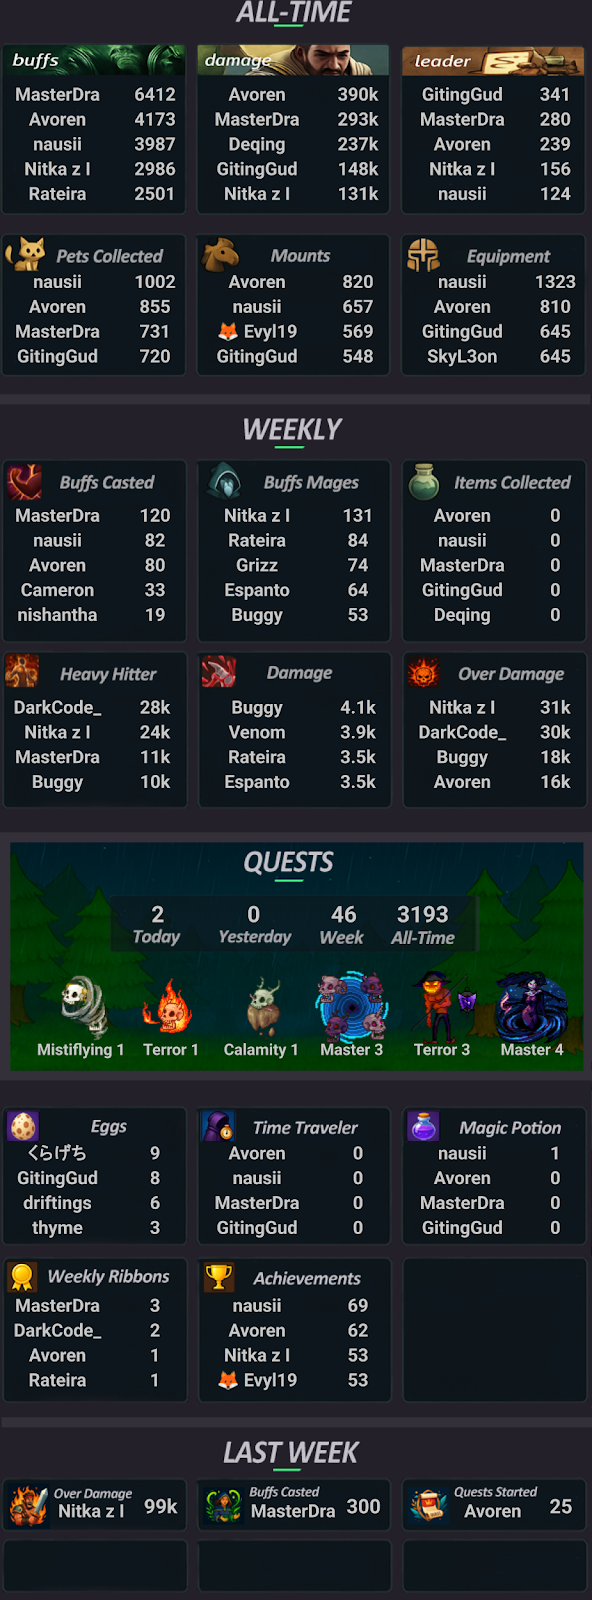 ALL-TIME
buffs
MasterDra 6412
Avoren 4173
nausii 3987
Nitka z I 2986
Rateira 2501
damage
Avoren 390k
MasterDra 293k
Deqing 237k
GitingGud 148k
Nitka z I 131k
leader
GitingGud 341
MasterDra 280
Avoren 239
Nitka z I 156
nausii 124
Pets Collected
nausii 1002
Avoren 855
MasterDra 731
GitingGud 720
Mounts
Avoren 820
nausii 657
🦊 Evyl19 569
GitingGud 548
Equipment
nausii 1323
Avoren 810
GitingGud 645
SkyL3on 645
WEEKLY
Buffs Casted
MasterDra 120
nausii 82
Avoren 80
Cameron 33
nishantha 19
Buffs Mages
Nitka z I 131
Rateira 84
Grizz 74
Espanto 64
Buggy 53
Items Collected
Avoren 0
nausii 0
MasterDra 0
GitingGud 0
Deqing 0
Heavy Hitter
DarkCode_ 28k
Nitka z I 24k
MasterDra 11k
Buggy 10k
Damage
Buggy 4.1k
Venom 3.9k
Rateira 3.5k
Espanto 3.5k
Over Damage
Nitka z I 31k
DarkCode_ 30k
Buggy 18k
Avoren 16k
QUESTS
2 0 46 3193
Today Yesterday Week All-Time
Mistiflying 1 Terror 1 Calamity 1 Master 3 Terror 3 Master 4
Eggs
くらげち 9
GitingGud 8
driftings 6
thyme 3
Time Traveler
Avoren 0
nausii 0
MasterDra 0
GitingGud 0
Magic Potion
nausii 1
Avoren 0
MasterDra 0
GitingGud 0
Weekly Ribbons
MasterDra 3
DarkCode_ 2
Avoren 1
Rateira 1
Achievements
nausii 69
Avoren 62
Nitka z I 53
🦊 Evyl19 53
LAST WEEK
Over Damage
Nitka z I 99k
Buffs Casted
MasterDra 300
Quests Started
Avoren 25